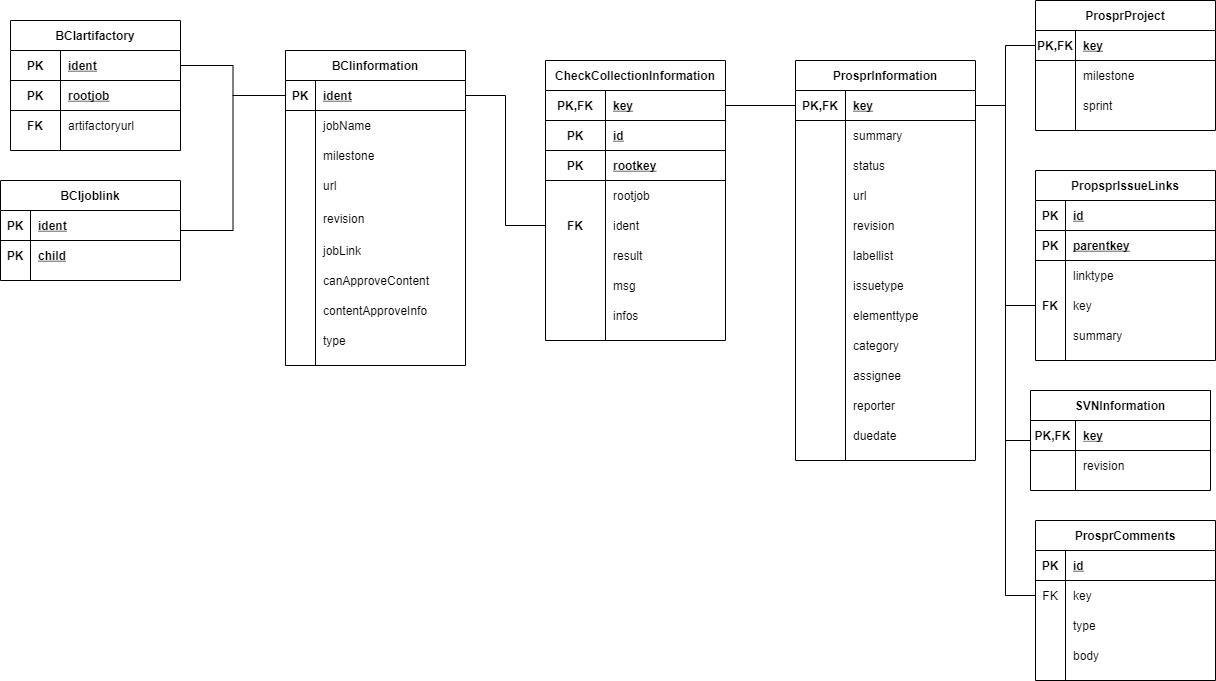 BCIartifactory
PK ident
PK rootjob
FK artifactoryurl
BCIjoblink
PK ident
PK child
BCIinformation
PK ident
jobName
milestone
url
revision
jobLink
canApproveContent
contentApproveInfo
type
CheckCollectionInformation
PK,FK key
PK id
PK rootkey
rootjob
FK ident
result
msg
infos
ProsprInformation
PK,FK key
summary
status
url
revision
labellist
issuetype
elementtype
category
assignee
reporter
duedate
ProsprProject
PK,FK key
milestone
sprint
PropsprIssueLinks
PK id
PK parentkey
linktype
FK key
summary
SVNInformation
PK,FK key
revision
ProsprComments
PK id
FK key
type
body